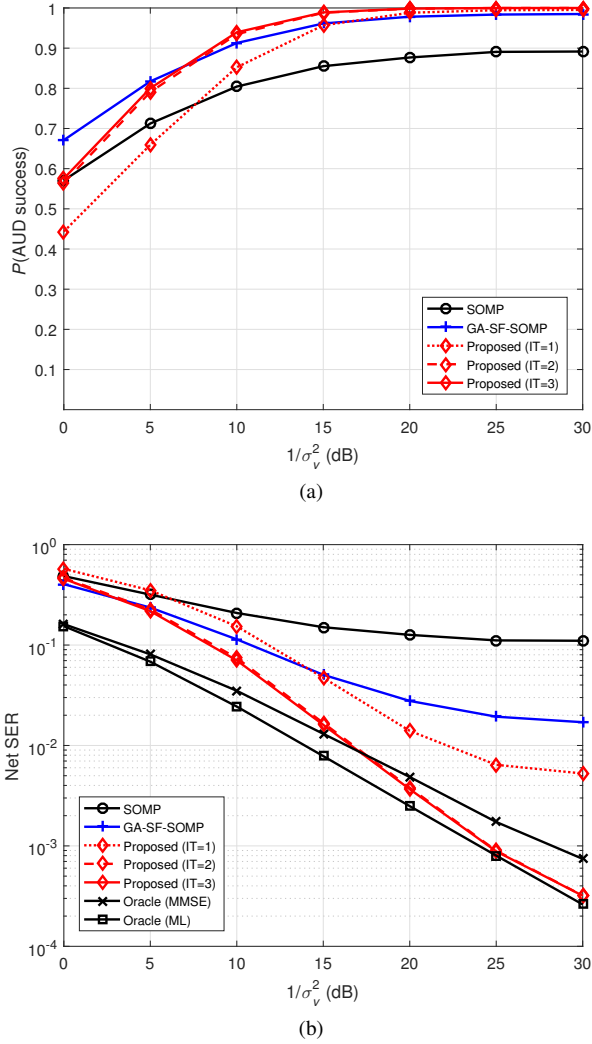 1
0.9
0.8
0.7
0.6
0.5
0.4
0.3
0.2
0.1
P(AUD success)
SOMP
GA-SF-SOMP
Proposed (IT=1)
Proposed (IT=2)
Proposed (IT=3)
0 5 10 15 20 25 30
1/σ_v^2 (dB)
(a)
10^0
10^-1
10^-2
10^-3
10^-4
Net SER
SOMP
GA-SF-SOMP
Proposed (IT=1)
Proposed (IT=2)
Proposed (IT=3)
Oracle (MMSE)
Oracle (ML)
0 5 10 15 20 25 30
1/σ_v^2 (dB)
(b)